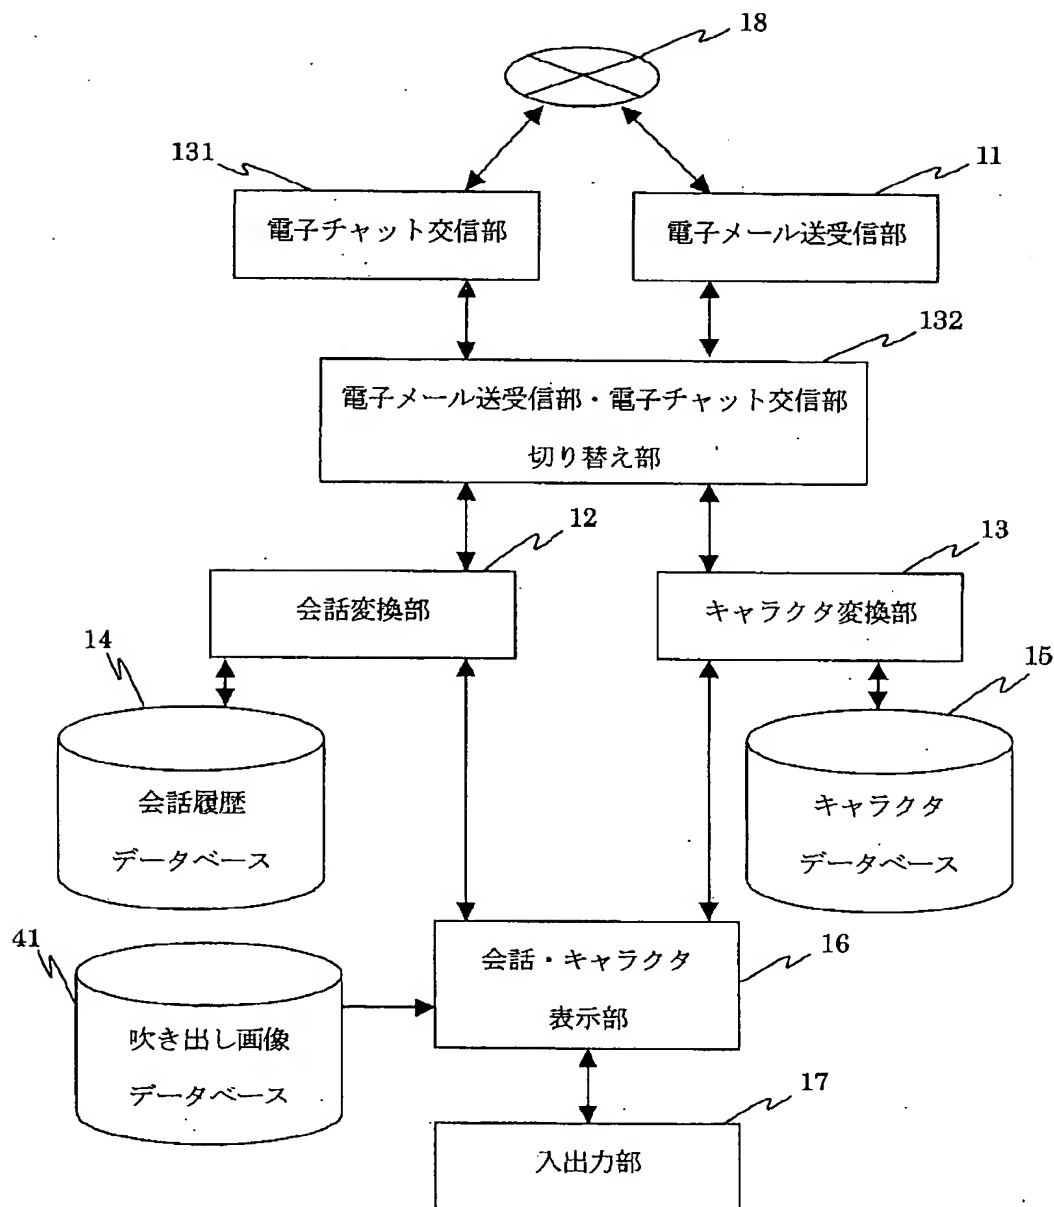 18
131
11
電子チャット交信部
電子メール送受信部
132
電子メール送受信部・電子チャット交信部
切り替え部
12
13
会話変換部
キャラクタ変換部
14
15
会話履歴
データベース
キャラクタ
データベース
41
16
会話・キャラクタ
表示部
吹き出し画像
データベース
17
入出力部